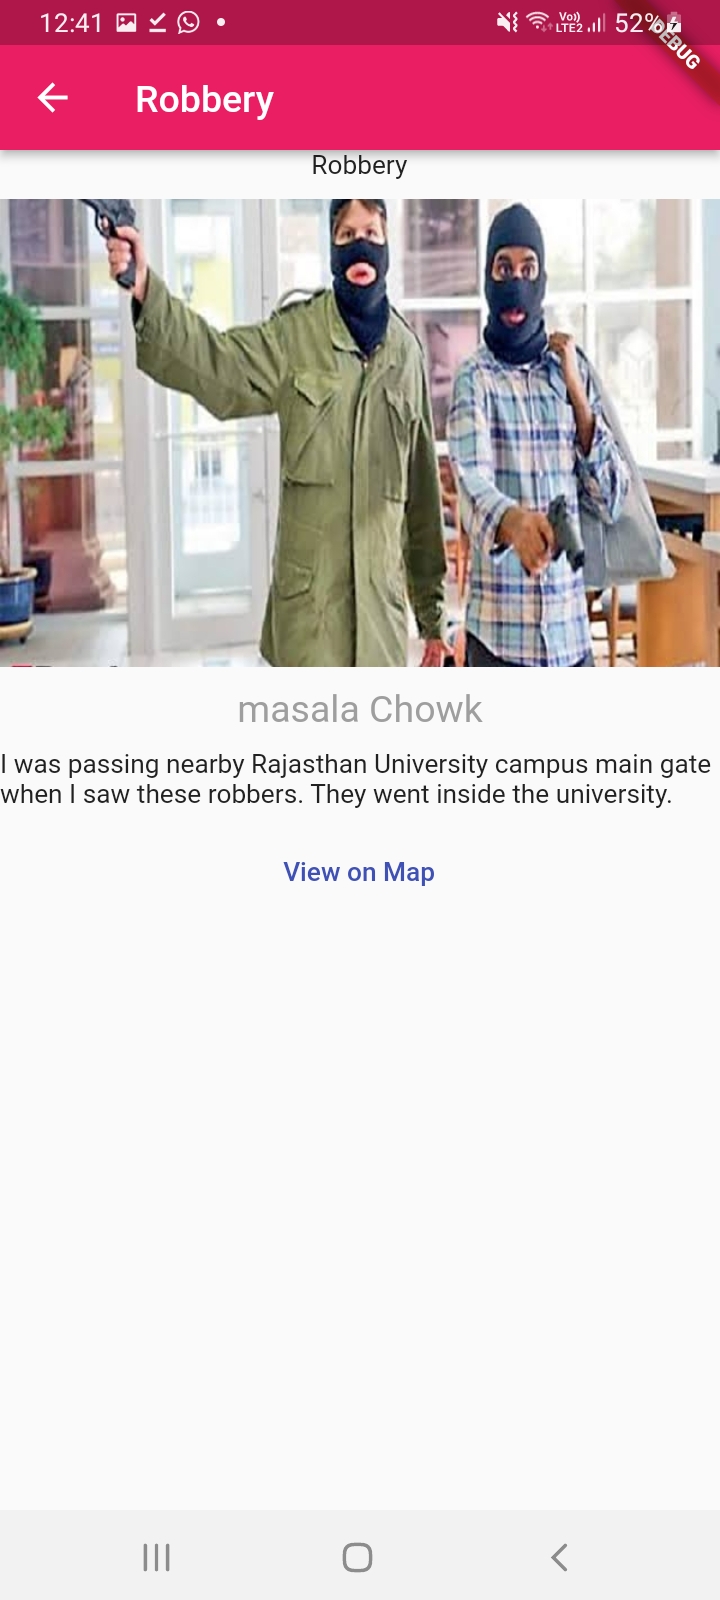 12:41
Vo))
LTE2
52%
DEBUG
Robbery
Robbery
masala Chowk
I was passing nearby Rajasthan University campus main gate
when I saw these robbers. They went inside the university.
View on Map